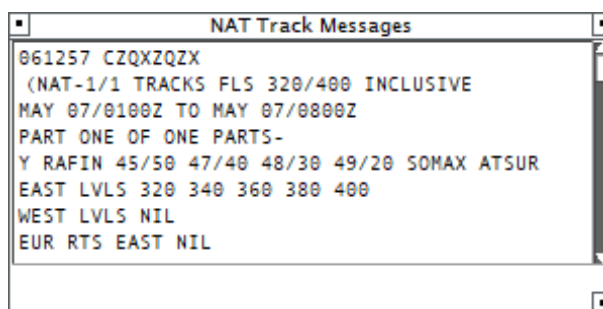 NAT Track Messages
061257 CZQXZQZX
(NAT-1/1 TRACKS FLS 320/400 INCLUSIVE
MAY 07/0100Z TO MAY 07/0800Z
PART ONE OF ONE PARTS-
Y RAFIN 45/50 47/40 48/30 49/20 SOMAX ATSUR
EAST LVLS 320 340 360 380 400
WEST LVLS NIL
EUR RTS EAST NIL